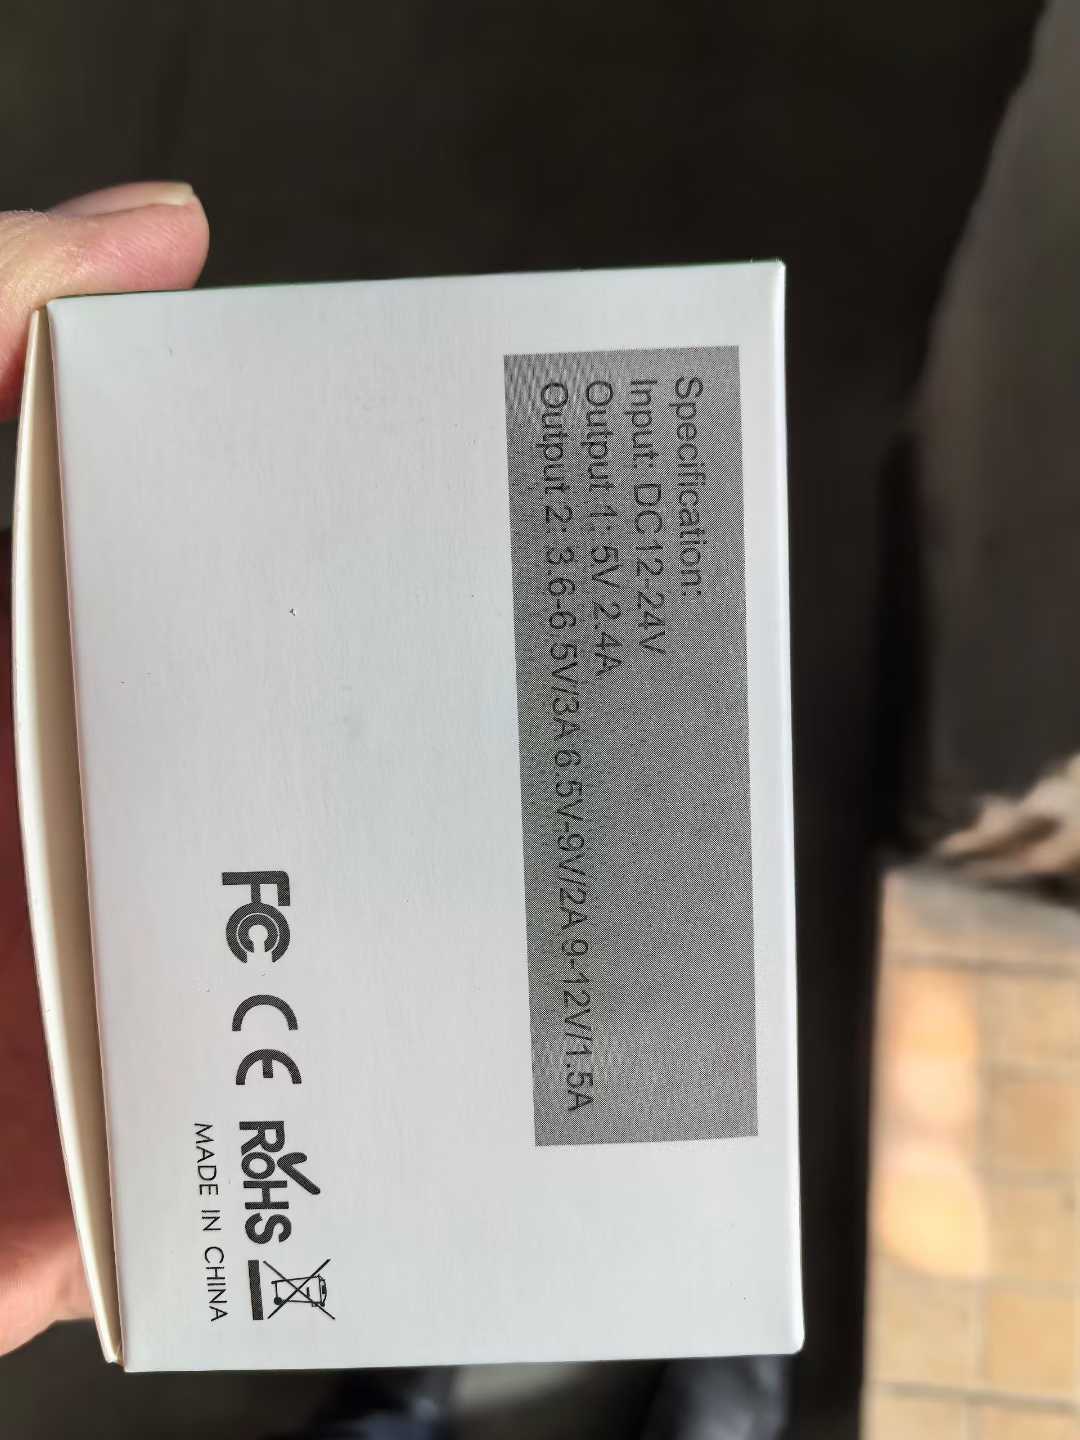 Specification:
Input: DC12-24V
Output 1: 5V 2.4A
Output 2: 3.6-6.5V/3A 6.5V-9V/2A 9-12V/1.5A
FC CE RoHS
MADE IN CHINA